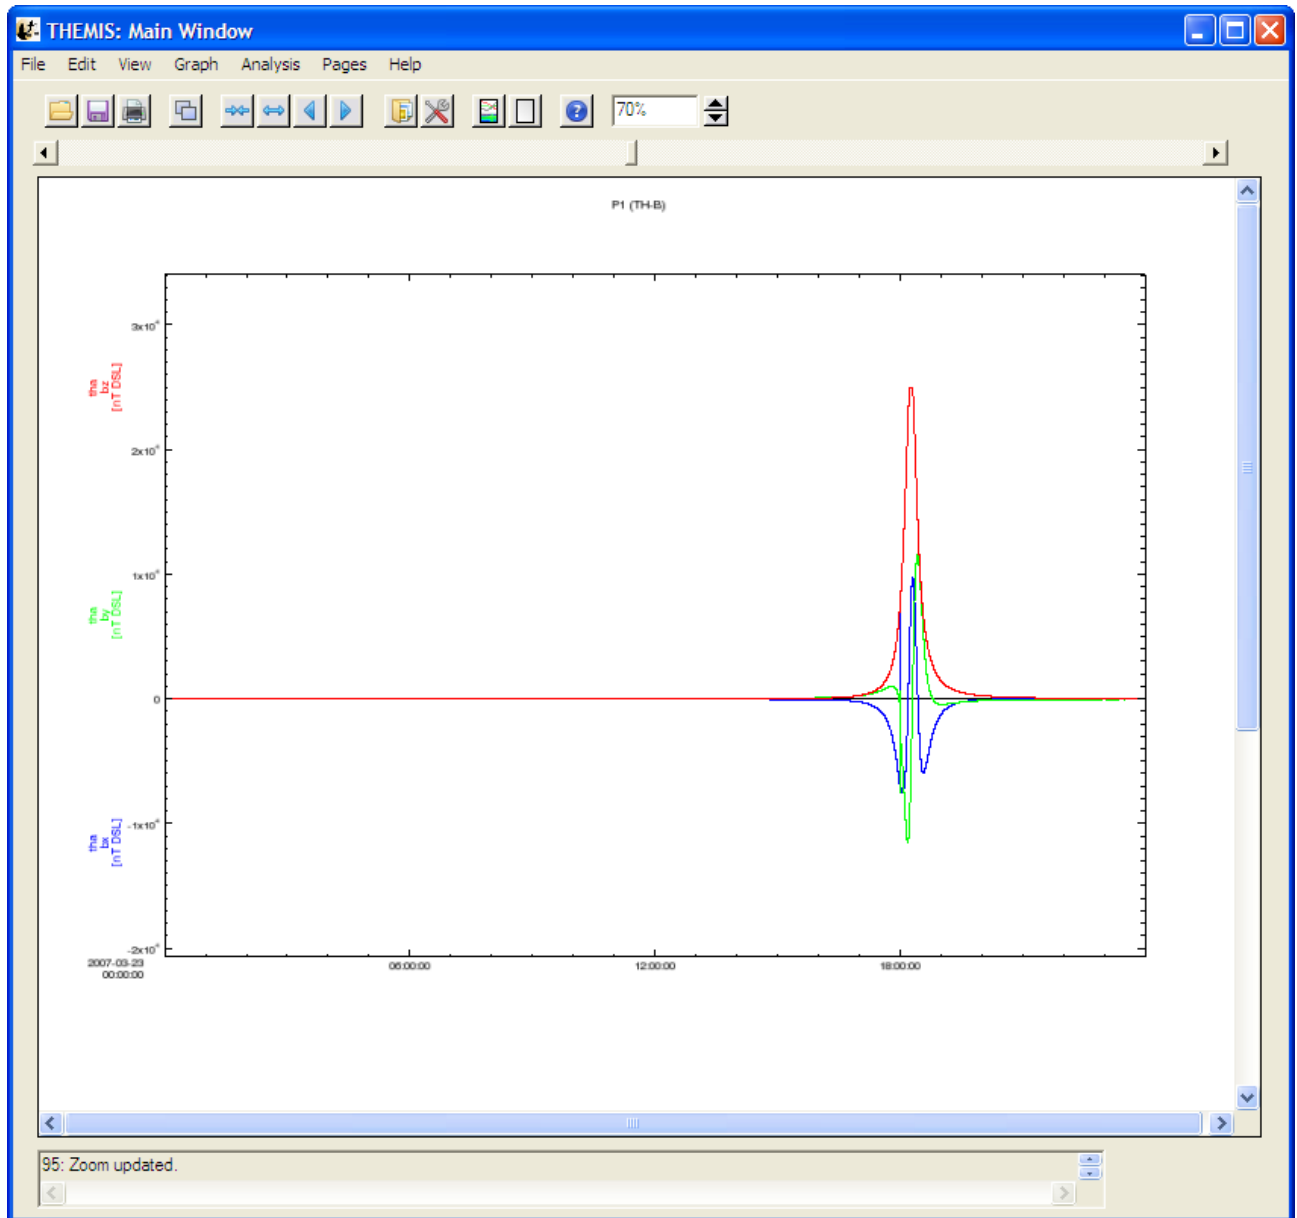 THEMIS: Main Window
File Edit View Graph Analysis Pages Help
70%
P1 (TH-B)
3x10⁴
tha
bz
[nT DSL]
2x10⁴
1x10⁴
tha
by
[nT DSL]
0
-1x10⁴
tha
bx
[nT DSL]
-2x10⁴
2007-03-23
00:00:00
06:00:00 12:00:00 18:00:00
95: Zoom updated.